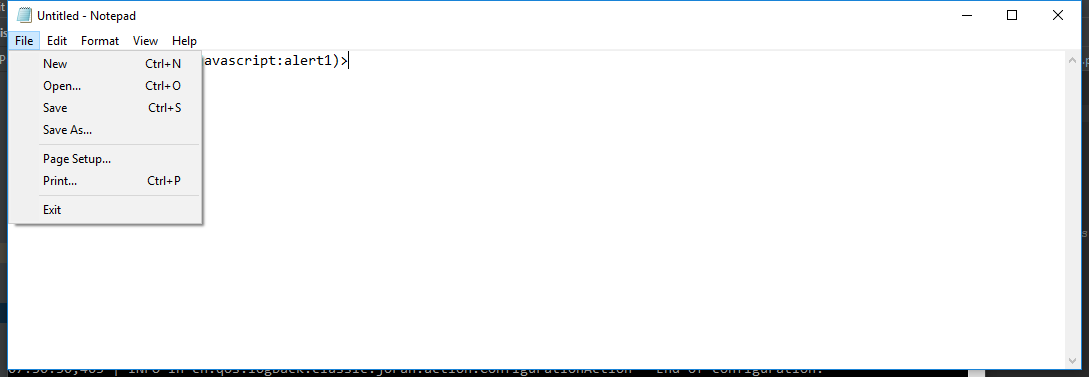 Untitled - Notepad
File Edit Format View Help
avascript:alert1)>
New Ctrl+N
Open... Ctrl+O
Save Ctrl+S
Save As...
Page Setup...
Print... Ctrl+P
Exit
| INFO in ch.qos.logback.classic.joran.action.ConfigurationAction - End of configuration.